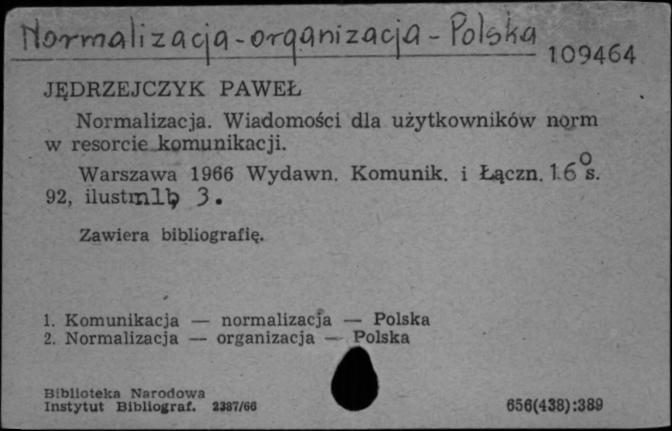 Normalizacja-organizacja-Polska
109464
JĘDRZEJCZYK PAWEŁ
Normalizacja. Wiadomości dla użytkowników norm
w resorcie komunikacji.
Warszawa 1966 Wydawn. Komunik. i Łączn. 16° s.
92, ilustr. nlb 3.
Zawiera bibliografię.
1. Komunikacja — normalizacja — Polska
2. Normalizacja — organizacja — Polska
Biblioteka Narodowa
Instytut Bibliograf. 2387/66
656(438):389